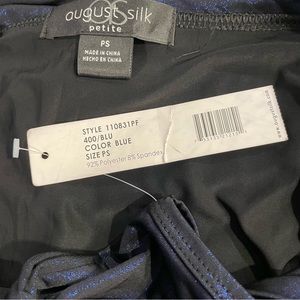 august silk
petite
PS
MADE IN CHINA
HECHO EN CHINA
STYLE 110831PF
400/BLU
COLOR BLUE
SIZE PS
92% Polyester 8% Spandex